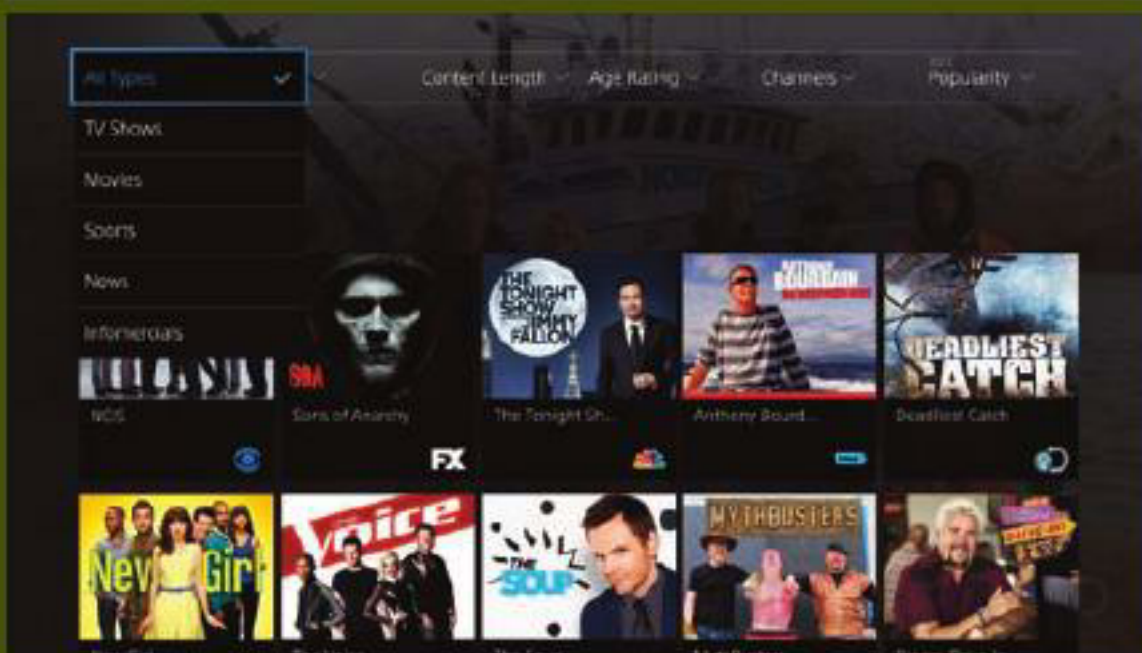 All Types
Content Length
Age Rating
Channels
Popularity
TV Shows
Movies
Sports
News
Infomercials
THE TONIGHT SHOW
JIMMY FALLON
ANTHONY BOURDAIN
DEADLIEST CATCH
SOA
NCIS
Sons of Anarchy
The Tonight Sh...
Anthony Bourd...
Deadliest Catch
FX
New Girl
THE Voice
THE SOUP
MYTHBUSTERS